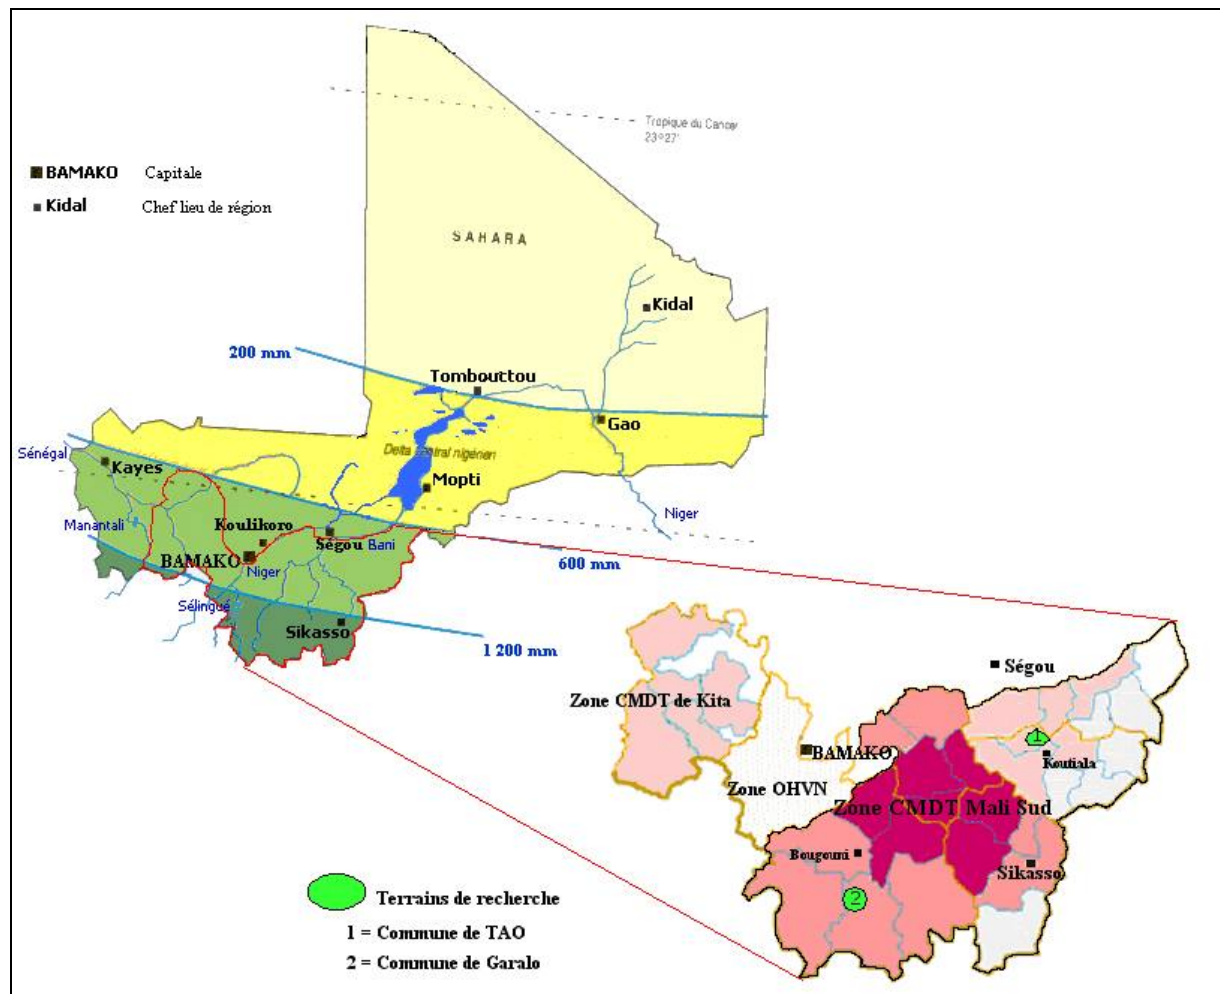 Tropique du Cancer
23°27'
BAMAKO Capitale
Kidal Chef lieu de région
SAHARA
Kidal
200 mm
Tombouttou
Gao
Delta central nigérien
Sénégal
Kayes
Mopti
Niger
Manantali
Koulikoro
Ségou
Bani
BAMAKO
Niger
600 mm
Sélingué
Sikasso
1 200 mm
Ségou
Zone CMDT de Kita
1
BAMAKO
Koutiala
Zone OHVN
Zone CMDT Mali Sud
Bougouni
Sikasso
2
Terrains de recherche
1 = Commune de TAO
2 = Commune de Garalo